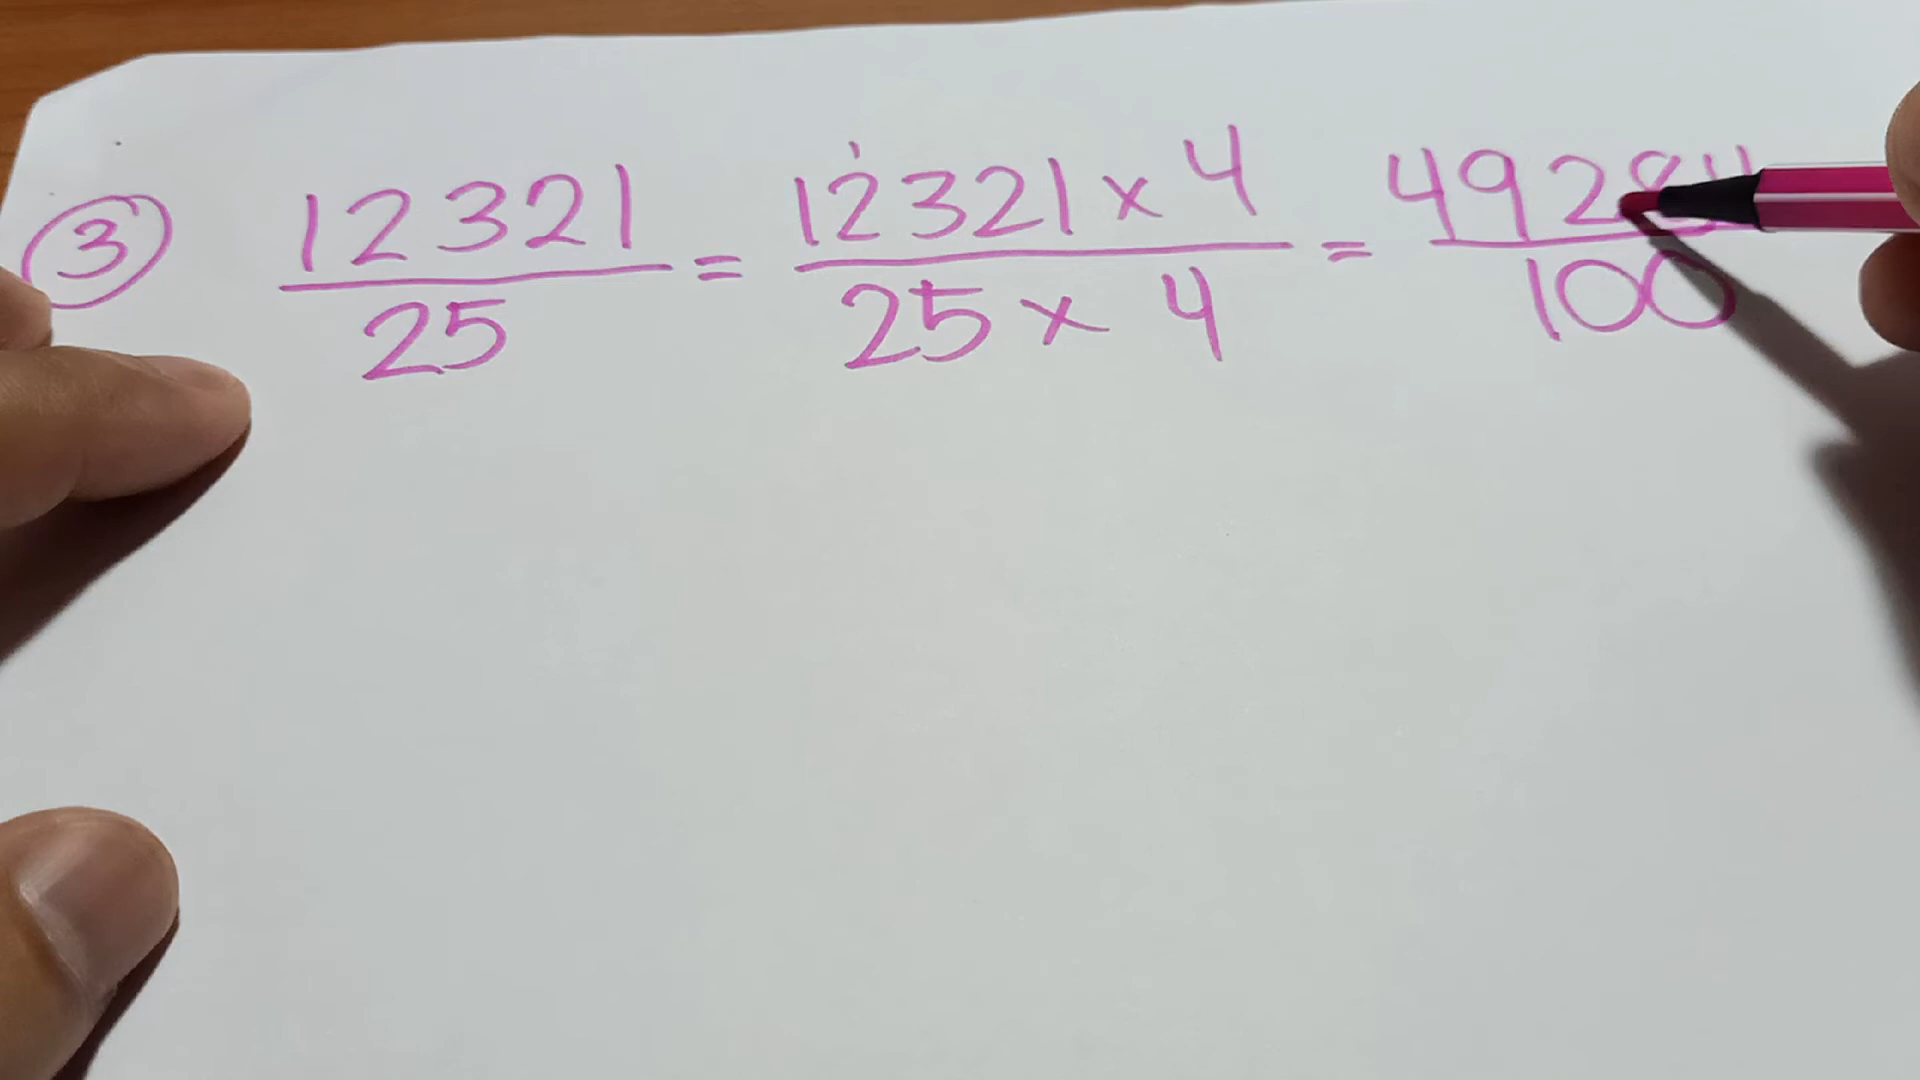 ③ 12321/25 = 12321 x 4/25 x 4 = 49284/100